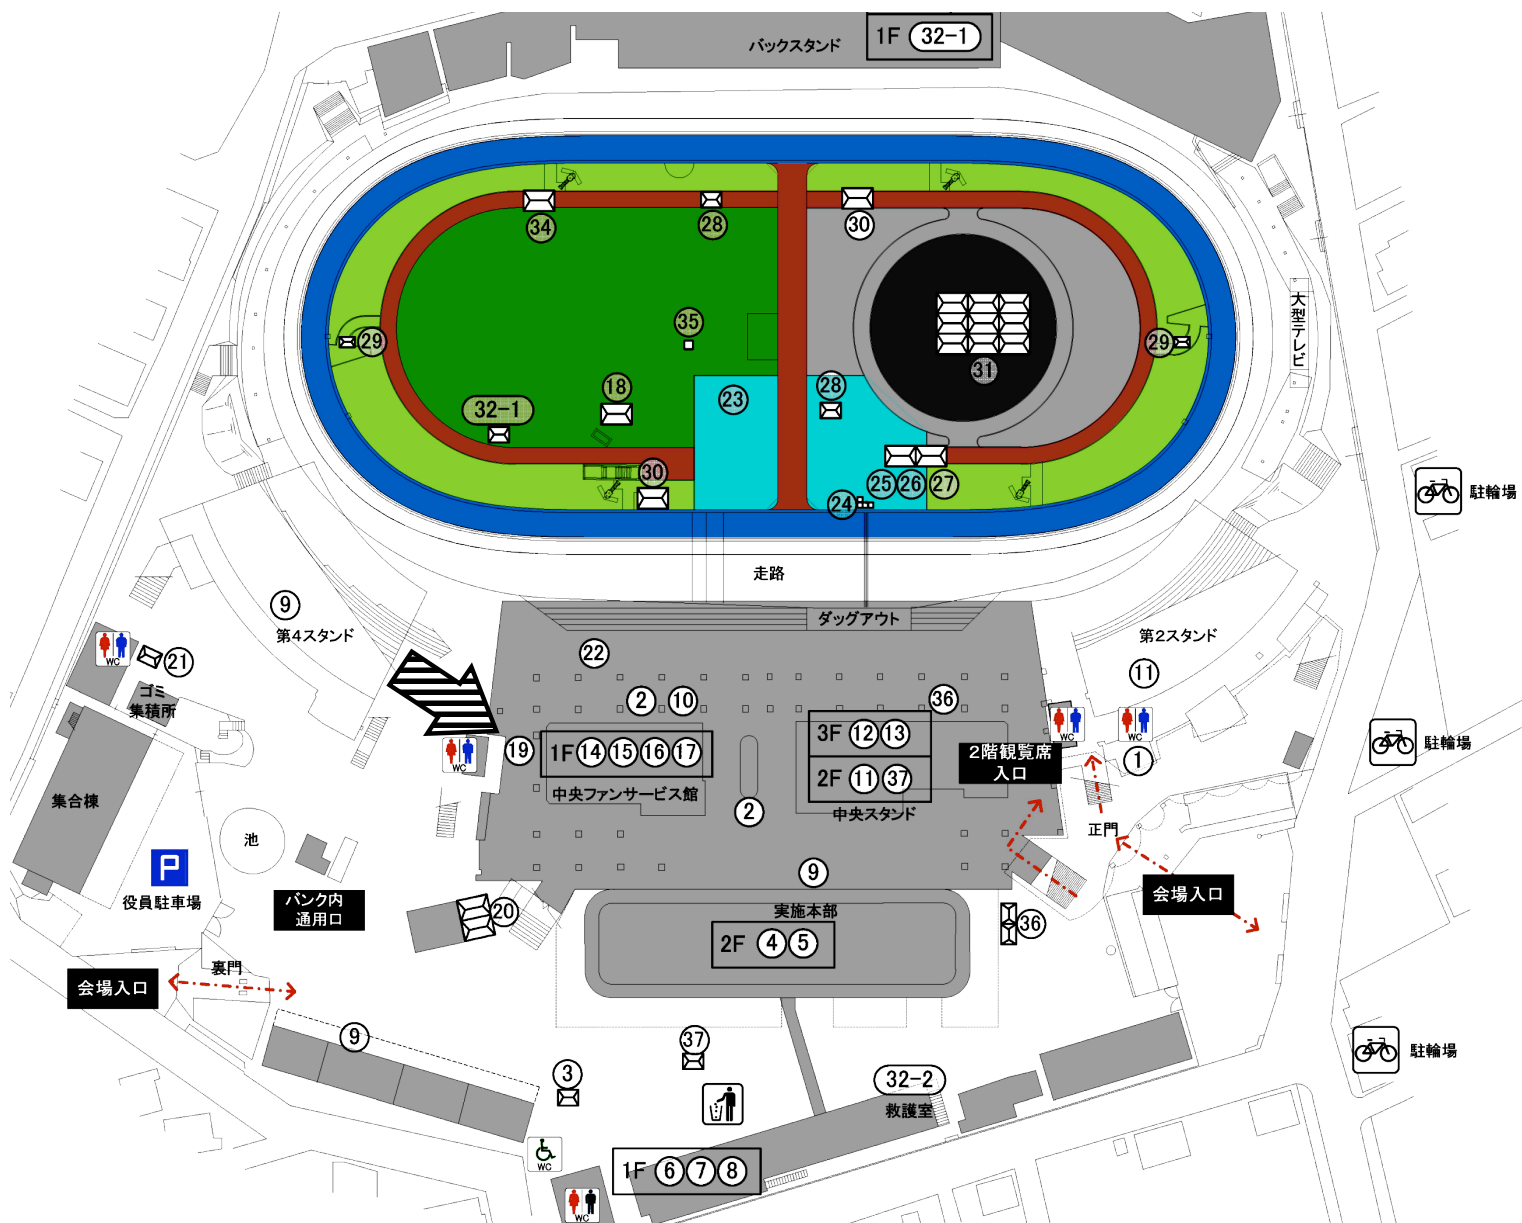 バックスタンド
1F 32-1
34
28
30
29
35
大型テレビ
29
31
18
23
28
32-1
30
25 26 27
24
駐輪場
走路
9
第4スタンド
ダッグアウト
第2スタンド
WC
21
22
11
ゴミ
集積所
2 10
36
WC
WC
19
1F 14 15 16 17
3F 12 13
2階観覧席
入口
1
駐輪場
WC
2F 11 37
中央ファンサービス館
2
中央スタンド
集合棟
正門
池
P
9
会場入口
役員駐車場
バンク内
通用口
20
実施本部
36
2F 4 5
裏門
会場入口
9
37
駐輪場
3
32-2
救護室
WC
1F 6 7 8
WC